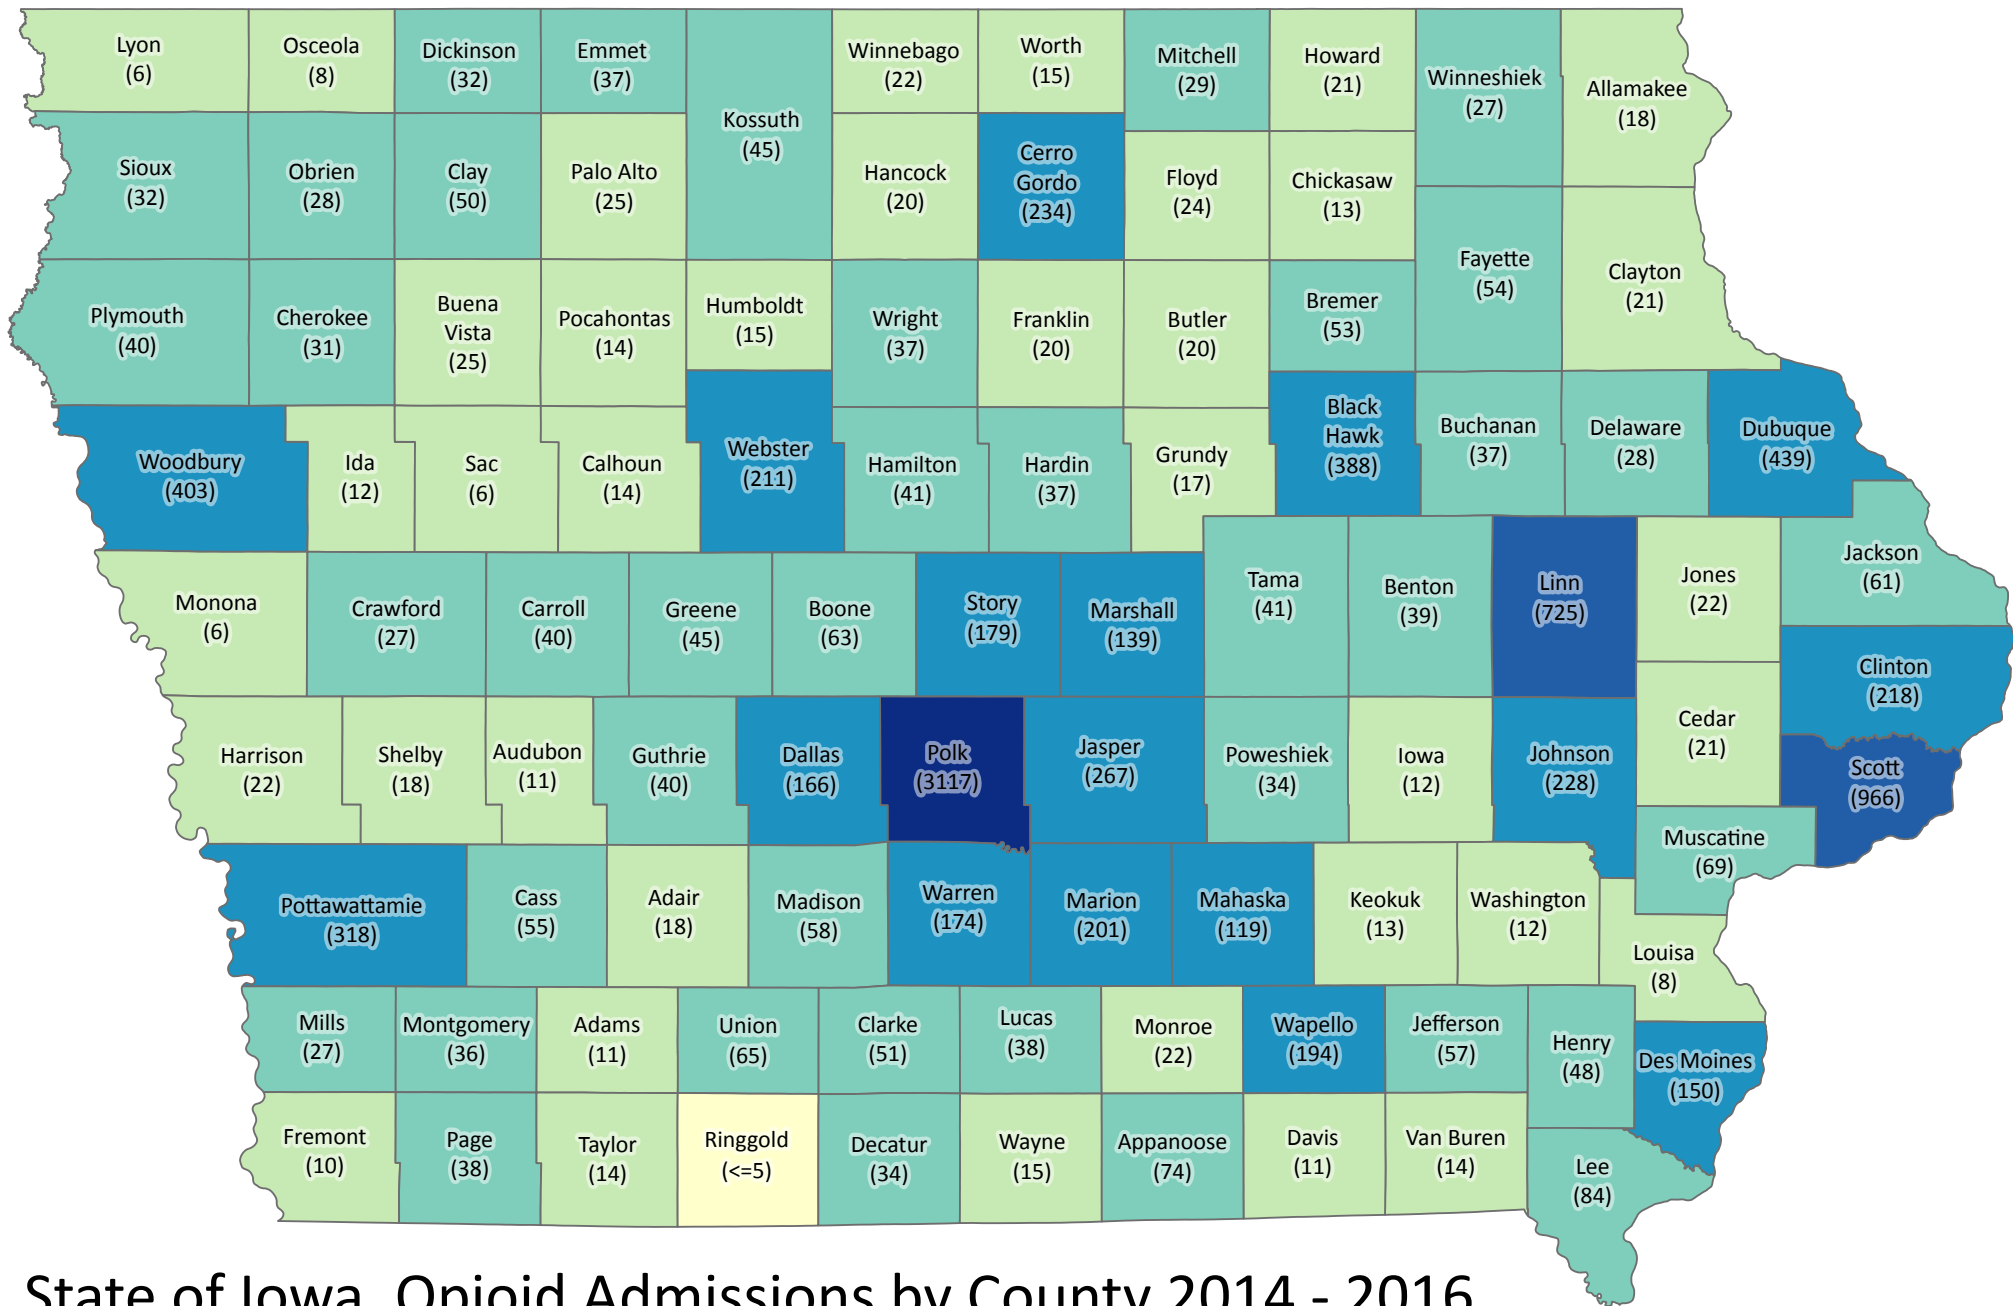 Lyon
(6)
Osceola
(8)
Dickinson
(32)
Emmet
(37)
Kossuth
(45)
Winnebago
(22)
Worth
(15)
Mitchell
(29)
Howard
(21)
Winneshiek
(27)
Allamakee
(18)
Sioux
(32)
Obrien
(28)
Clay
(50)
Palo Alto
(25)
Hancock
(20)
Cerro
Gordo
(234)
Floyd
(24)
Chickasaw
(13)
Fayette
(54)
Clayton
(21)
Plymouth
(40)
Cherokee
(31)
Buena
Vista
(25)
Pocahontas
(14)
Humboldt
(15)
Wright
(37)
Franklin
(20)
Butler
(20)
Bremer
(53)
Woodbury
(403)
Ida
(12)
Sac
(6)
Calhoun
(14)
Webster
(211)
Hamilton
(41)
Hardin
(37)
Grundy
(17)
Black
Hawk
(388)
Buchanan
(37)
Delaware
(28)
Dubuque
(439)
Monona
(6)
Crawford
(27)
Carroll
(40)
Greene
(45)
Boone
(63)
Story
(179)
Marshall
(139)
Tama
(41)
Benton
(39)
Linn
(725)
Jones
(22)
Jackson
(61)
Clinton
(218)
Harrison
(22)
Shelby
(18)
Audubon
(11)
Guthrie
(40)
Dallas
(166)
Polk
(3117)
Jasper
(267)
Poweshiek
(34)
Iowa
(12)
Johnson
(228)
Cedar
(21)
Scott
(966)
Muscatine
(69)
Pottawattamie
(318)
Cass
(55)
Adair
(18)
Madison
(58)
Warren
(174)
Marion
(201)
Mahaska
(119)
Keokuk
(13)
Washington
(12)
Louisa
(8)
Mills
(27)
Montgomery
(36)
Adams
(11)
Union
(65)
Clarke
(51)
Lucas
(38)
Monroe
(22)
Wapello
(194)
Jefferson
(57)
Henry
(48)
Des Moines
(150)
Fremont
(10)
Page
(38)
Taylor
(14)
Ringgold
(<=5)
Decatur
(34)
Wayne
(15)
Appanoose
(74)
Davis
(11)
Van Buren
(14)
Lee
(84)
State of Iowa, Opioid Admissions by County 2014 - 2016